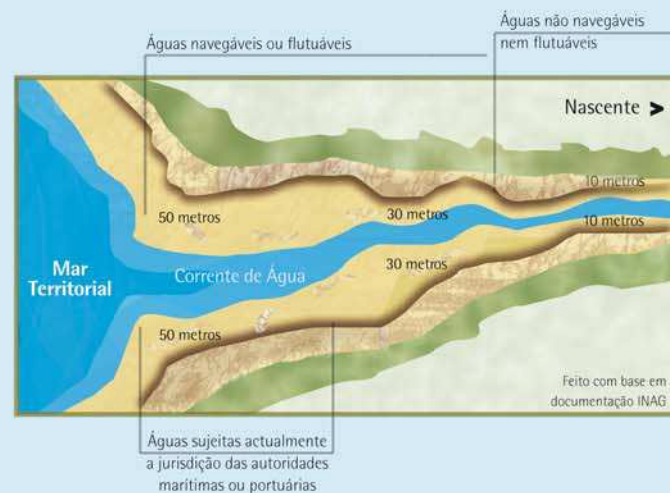 Águas navegáveis ou flutuáveis
Águas não navegáveis
nem flutuáveis
Nascente >
10 metros
50 metros
30 metros
10 metros
Mar
Territorial
Corrente de Água
30 metros
50 metros
Feito com base em
documentação INAG
Águas sujeitas actualmente
a jurisdição das autoridades
marítimas ou portuárias